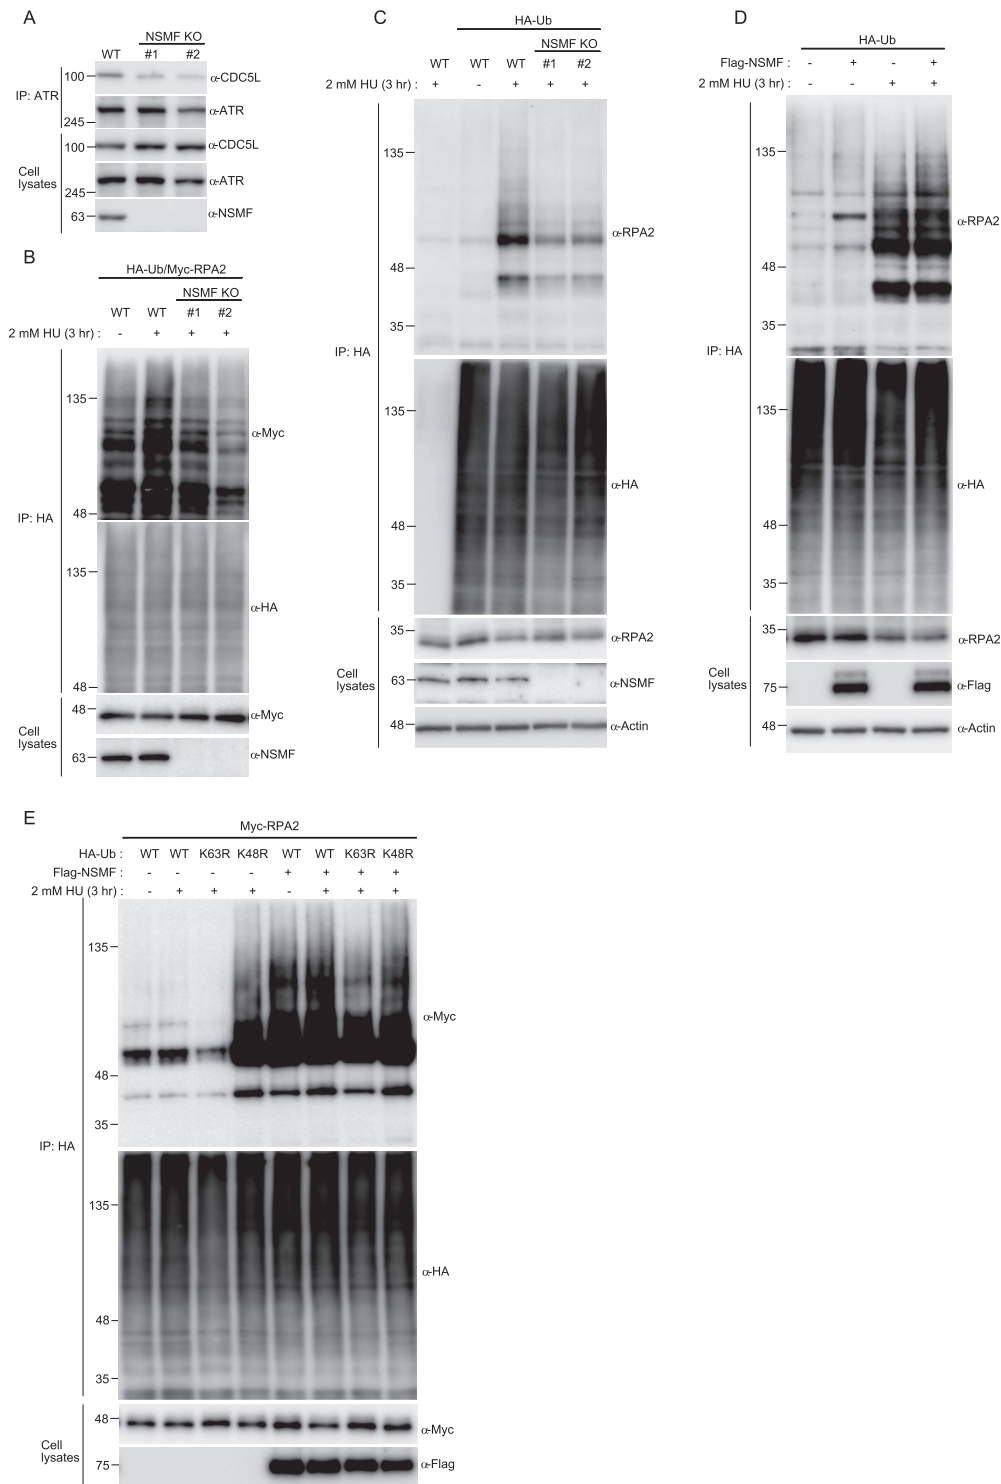 A
NSMF KO
WT #1 #2
IP: ATR
100 α-CDC5L
α-ATR
245
Cell lysates
100 α-CDC5L
α-ATR
245
63 α-NSMF
B
HA-Ub/Myc-RPA2
NSMF KO
WT WT #1 #2
2 mM HU (3 hr) : - + + +
IP: HA
135
α-Myc
48
135
α-HA
48
Cell lysates
48 α-Myc
63 α-NSMF
C
HA-Ub
NSMF KO
WT WT WT #1 #2
2 mM HU (3 hr) : + - + + +
IP: HA
135
α-RPA2
48
35
135
α-HA
48
35
Cell lysates
35 α-RPA2
63 α-NSMF
48 α-Actin
D
HA-Ub
Flag-NSMF : - + - +
2 mM HU (3 hr) : - - + +
IP: HA
135
α-RPA2
48
35
135
α-HA
48
35
Cell lysates
35 α-RPA2
75 α-Flag
48 α-Actin
E
Myc-RPA2
HA-Ub : WT WT K63R K48R WT WT K63R K48R
Flag-NSMF : - - - - + + + +
2 mM HU (3 hr) : - + + + - + + +
IP: HA
135
α-Myc
48
35
135
α-HA
48
35
Cell lysates
48 α-Myc
75 α-Flag